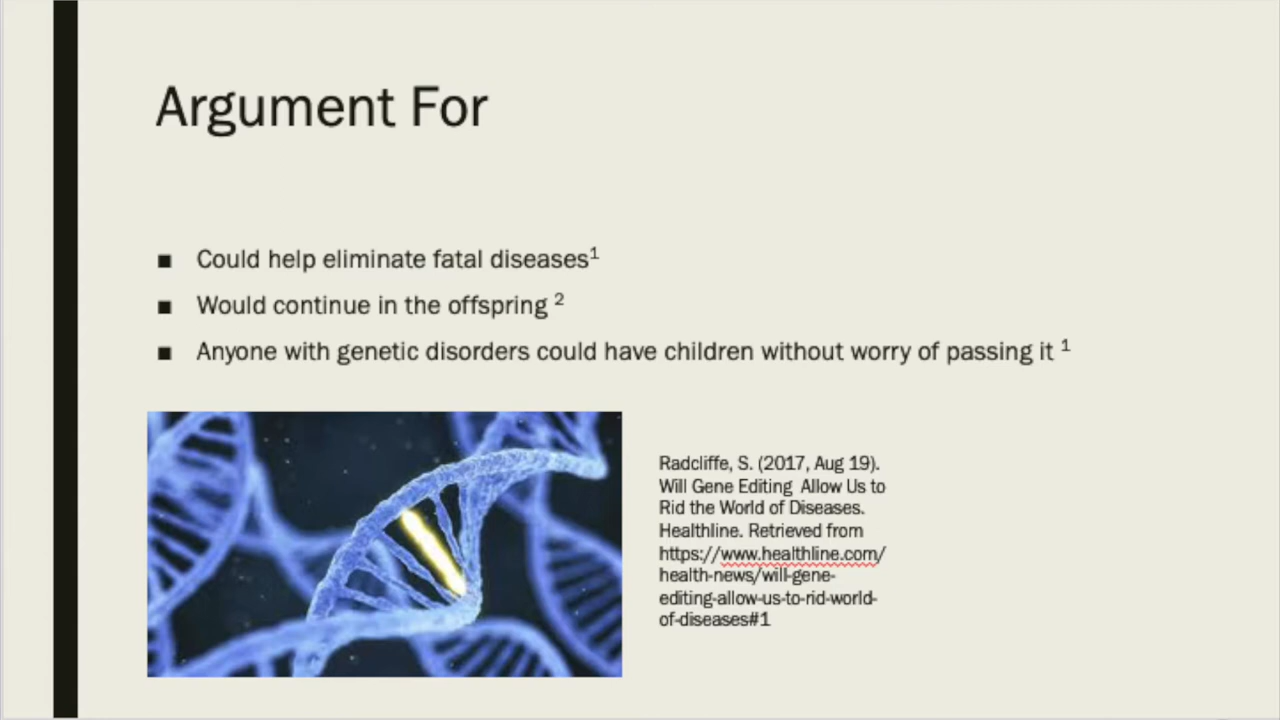 Argument For
■ Could help eliminate fatal diseases¹
■ Would continue in the offspring ²
■ Anyone with genetic disorders could have children without worry of passing it ¹
Radcliffe, S. (2017, Aug 19).
Will Gene Editing Allow Us to
Rid the World of Diseases.
Healthline. Retrieved from
https://www.healthline.com/
health-news/will-gene-
editing-allow-us-to-rid-world-
of-diseases#1